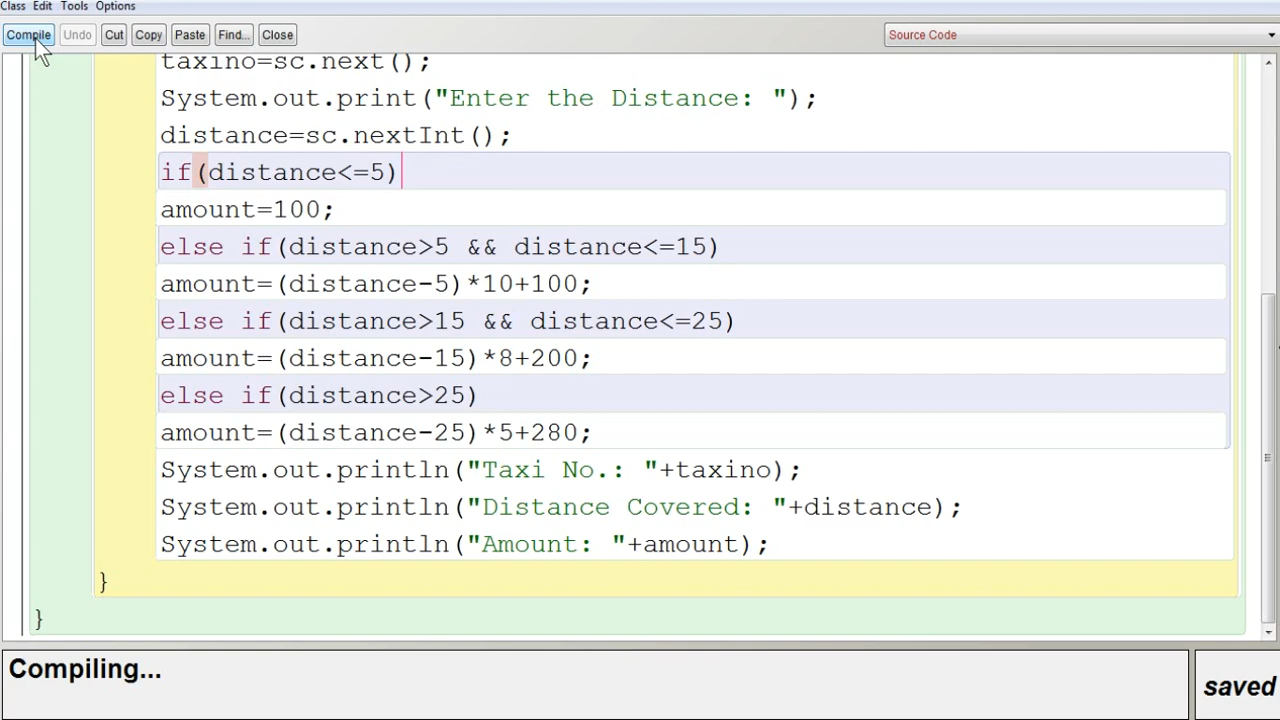 Class Edit Tools Options
Compile Undo Cut Copy Paste Find... Close Source Code
taxino=sc.next();
System.out.print("Enter the Distance: ");
distance=sc.nextInt();
if(distance<=5)
amount=100;
else if(distance>5 && distance<=15)
amount=(distance-5)*10+100;
else if(distance>15 && distance<=25)
amount=(distance-15)*8+200;
else if(distance>25)
amount=(distance-25)*5+280;
System.out.println("Taxi No.: "+taxino);
System.out.println("Distance Covered: "+distance);
System.out.println("Amount: "+amount);
}
}
Compiling...
saved